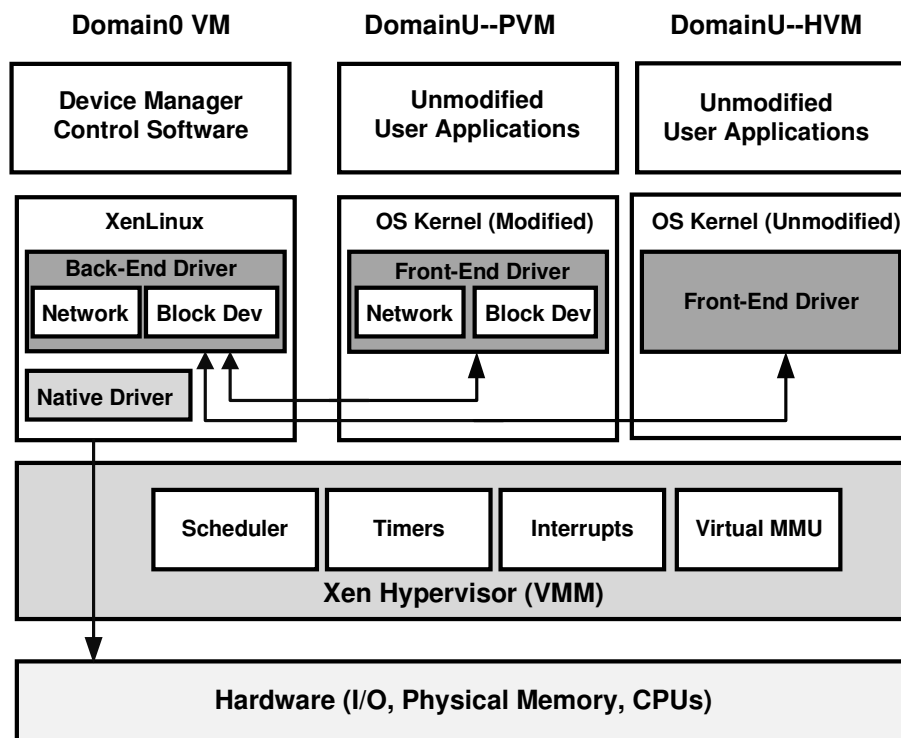 Domain0 VM
DomainU--PVM
DomainU--HVM
Device Manager
Control Software
Unmodified
User Applications
Unmodified
User Applications
XenLinux
Back-End Driver
Network
Block Dev
Native Driver
OS Kernel (Modified)
Front-End Driver
Network
Block Dev
OS Kernel (Unmodified)
Front-End Driver
Scheduler
Timers
Interrupts
Virtual MMU
Xen Hypervisor (VMM)
Hardware (I/O, Physical Memory, CPUs)